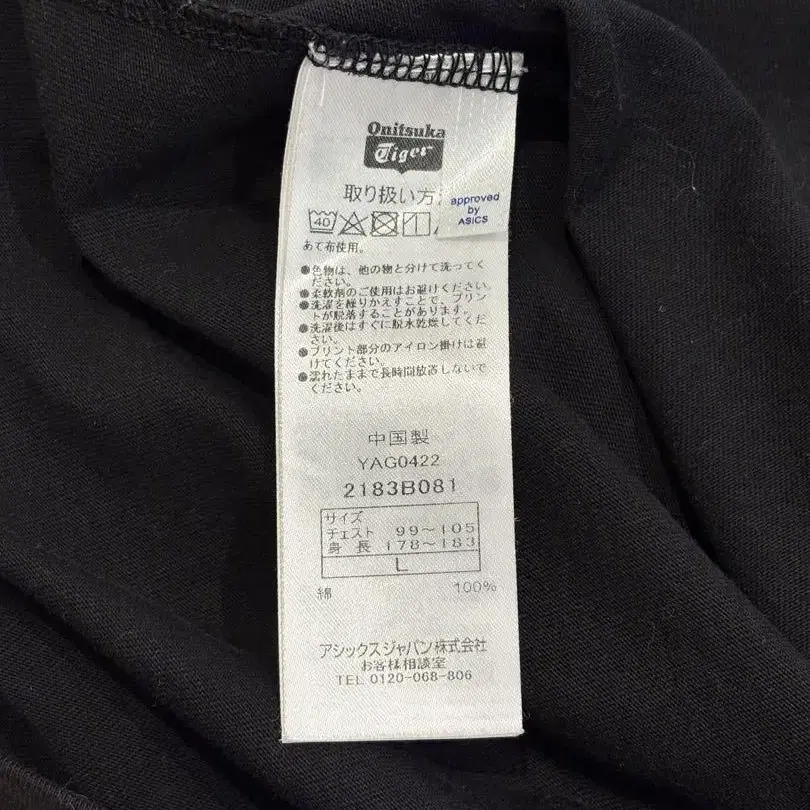 Onitsuka
Tiger
取り扱い方
approved
by
ASICS
40
あて布使用。
●色物は、他の物と分けて洗ってく
ださい。
●柔軟剤のご使用はお避けください。
●洗濯を繰りかえすことで、プリン
トが脱落することがあります。
●洗濯後はすぐに脱水乾燥してくだ
さい。
●プリント部分のアイロン掛けは避
けてください。
●濡れたままで長時間放置しないで
ください。
中国製
YAG0422
2183B081
サイズ
チェスト 99～105
身長 178～183
L
綿 100%
アシックスジャパン株式会社
お客様相談室
TEL 0120-068-806